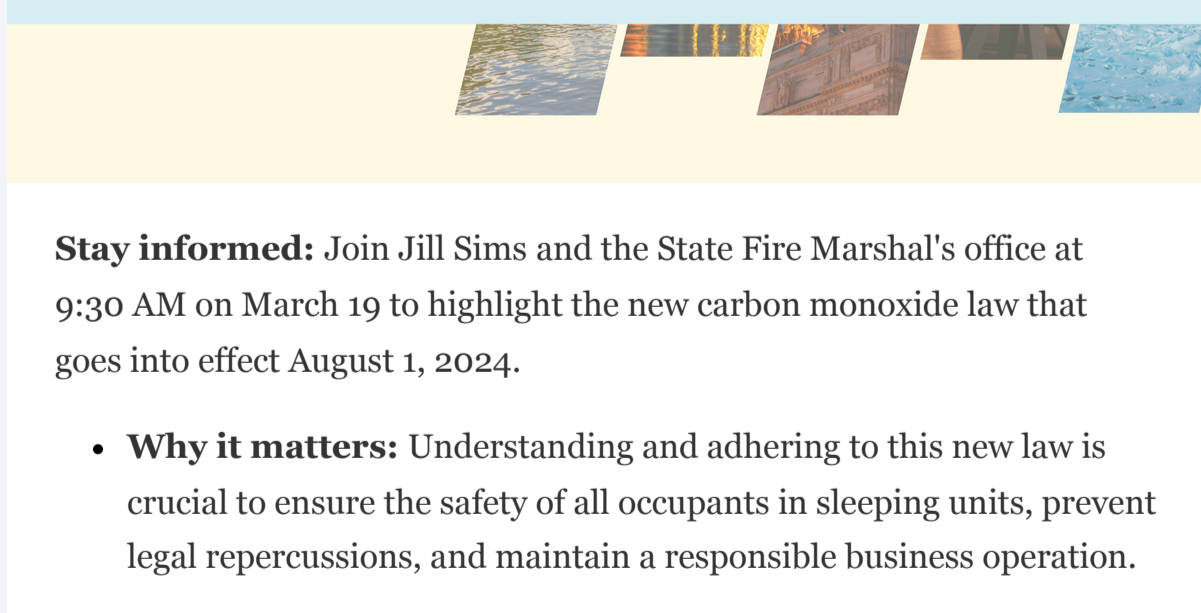 Stay informed: Join Jill Sims and the State Fire Marshal's office at
9:30 AM on March 19 to highlight the new carbon monoxide law that
goes into effect August 1, 2024.
• Why it matters: Understanding and adhering to this new law is
crucial to ensure the safety of all occupants in sleeping units, prevent
legal repercussions, and maintain a responsible business operation.